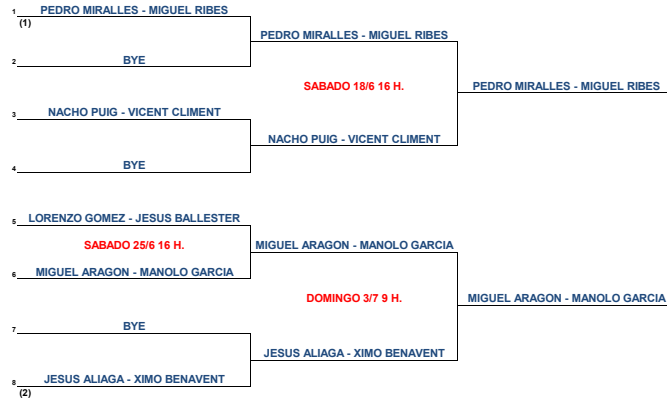 1 PEDRO MIRALLES - MIGUEL RIBES
(1)
PEDRO MIRALLES - MIGUEL RIBES
2 BYE
SABADO 18/6 16 H.
PEDRO MIRALLES - MIGUEL RIBES
3 NACHO PUIG - VICENT CLIMENT
NACHO PUIG - VICENT CLIMENT
4 BYE
5 LORENZO GOMEZ - JESUS BALLESTER
SABADO 25/6 16 H.
MIGUEL ARAGON - MANOLO GARCIA
6 MIGUEL ARAGON - MANOLO GARCIA
DOMINGO 3/7 9 H.
MIGUEL ARAGON - MANOLO GARCIA
7 BYE
JESUS ALIAGA - XIMO BENAVENT
8 JESUS ALIAGA - XIMO BENAVENT
(2)